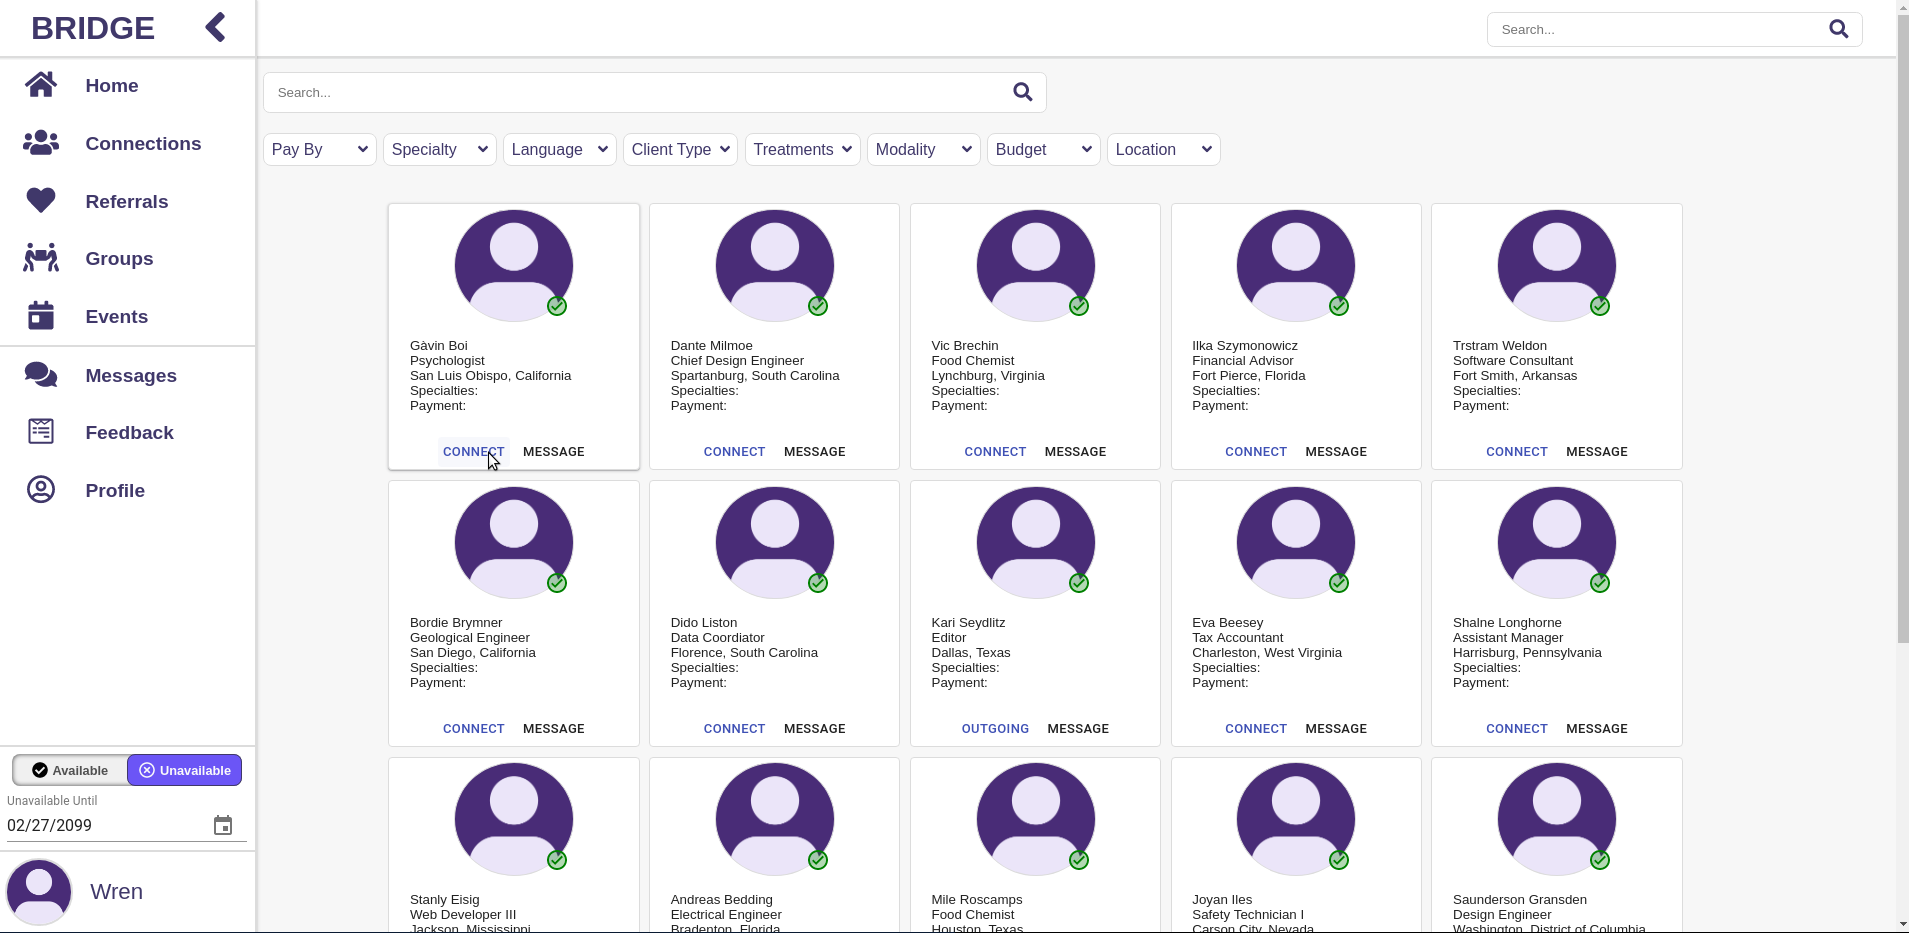 BRIDGE
Search...
Home
Connections
Referrals
Groups
Events
Messages
Feedback
Profile
Available
Unavailable
Unavailable Until
02/27/2099
Wren
Search...
Pay By
Specialty
Language
Client Type
Treatments
Modality
Budget
Location
Gàvin Boi
Psychologist
San Luis Obispo, California
Specialties:
Payment:
CONNECT MESSAGE
Dante Milmoe
Chief Design Engineer
Spartanburg, South Carolina
Specialties:
Payment:
CONNECT MESSAGE
Vic Brechin
Food Chemist
Lynchburg, Virginia
Specialties:
Payment:
CONNECT MESSAGE
Ilka Szymonowicz
Financial Advisor
Fort Pierce, Florida
Specialties:
Payment:
CONNECT MESSAGE
Trstram Weldon
Software Consultant
Fort Smith, Arkansas
Specialties:
Payment:
CONNECT MESSAGE
Bordie Brymner
Geological Engineer
San Diego, California
Specialties:
Payment:
CONNECT MESSAGE
Dido Liston
Data Coordiator
Florence, South Carolina
Specialties:
Payment:
CONNECT MESSAGE
Kari Seydlitz
Editor
Dallas, Texas
Specialties:
Payment:
OUTGOING MESSAGE
Eva Beesey
Tax Accountant
Charleston, West Virginia
Specialties:
Payment:
CONNECT MESSAGE
Shalne Longhorne
Assistant Manager
Harrisburg, Pennsylvania
Specialties:
Payment:
CONNECT MESSAGE
Stanly Eisig
Web Developer III
Jackson, Mississippi
Andreas Bedding
Electrical Engineer
Bradenton, Florida
Mile Roscamps
Food Chemist
Houston, Texas
Joyan Iles
Safety Technician I
Carson City, Nevada
Saunderson Gransden
Design Engineer
Washington, District of Columbia